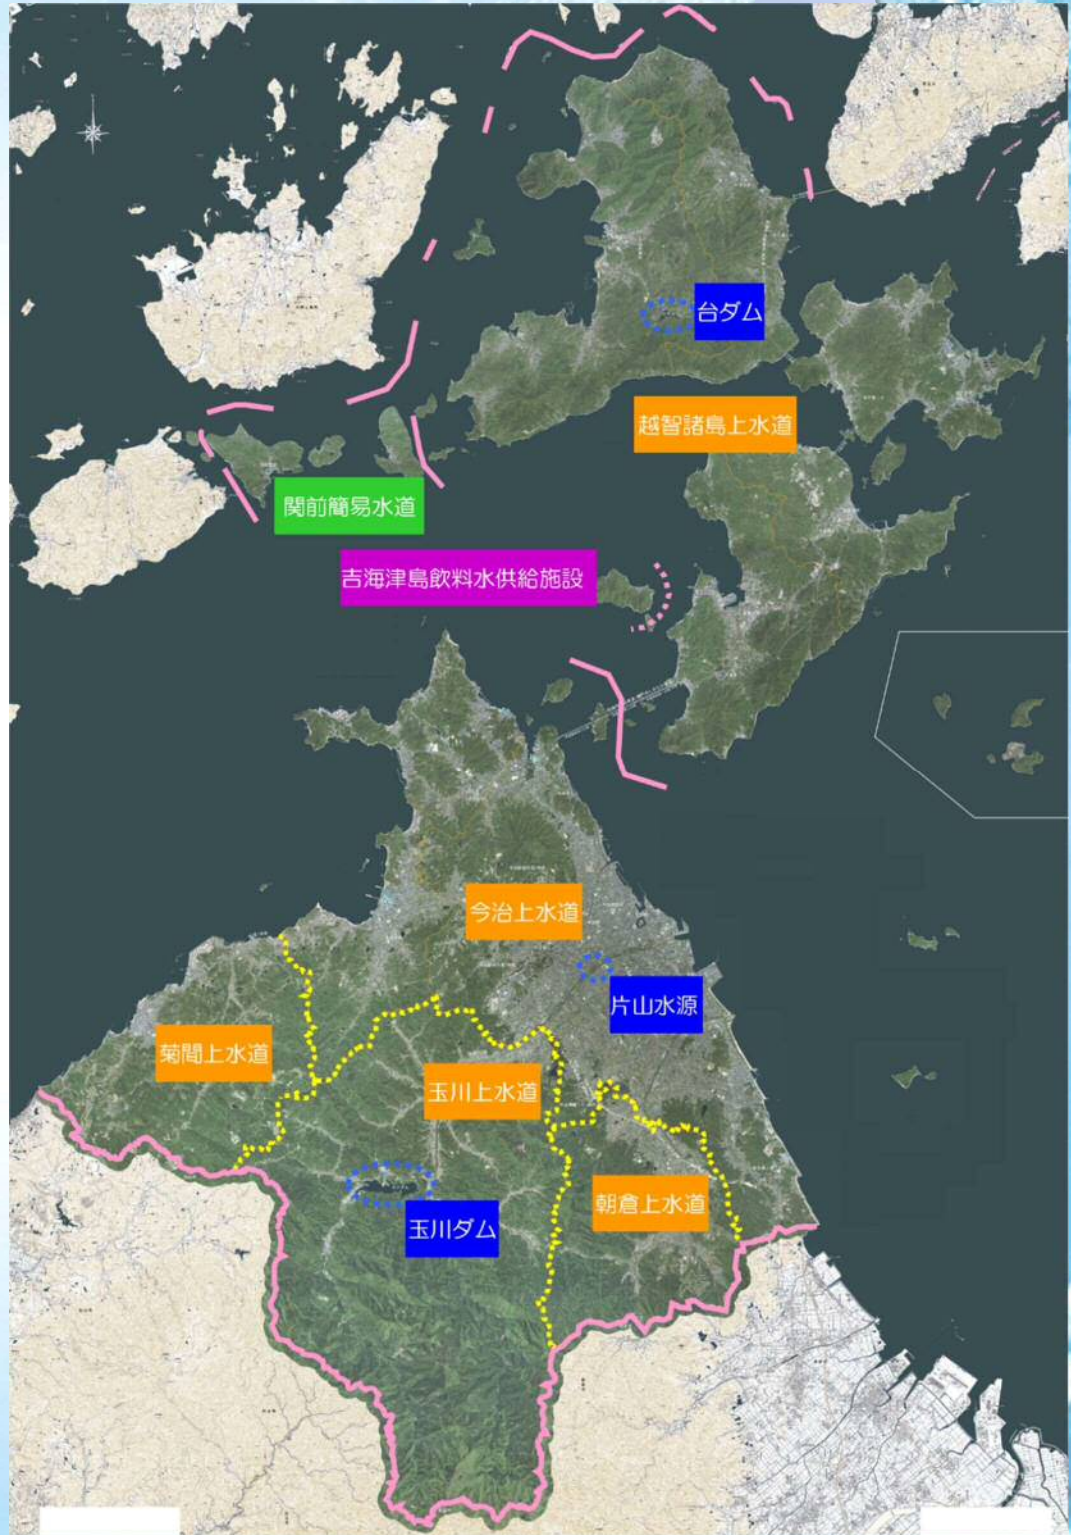 台ダム
越智諸島上水道
関前簡易水道
吉海津島飲料水供給施設
今治上水道
片山水源
菊間上水道
玉川上水道
朝倉上水道
玉川ダム